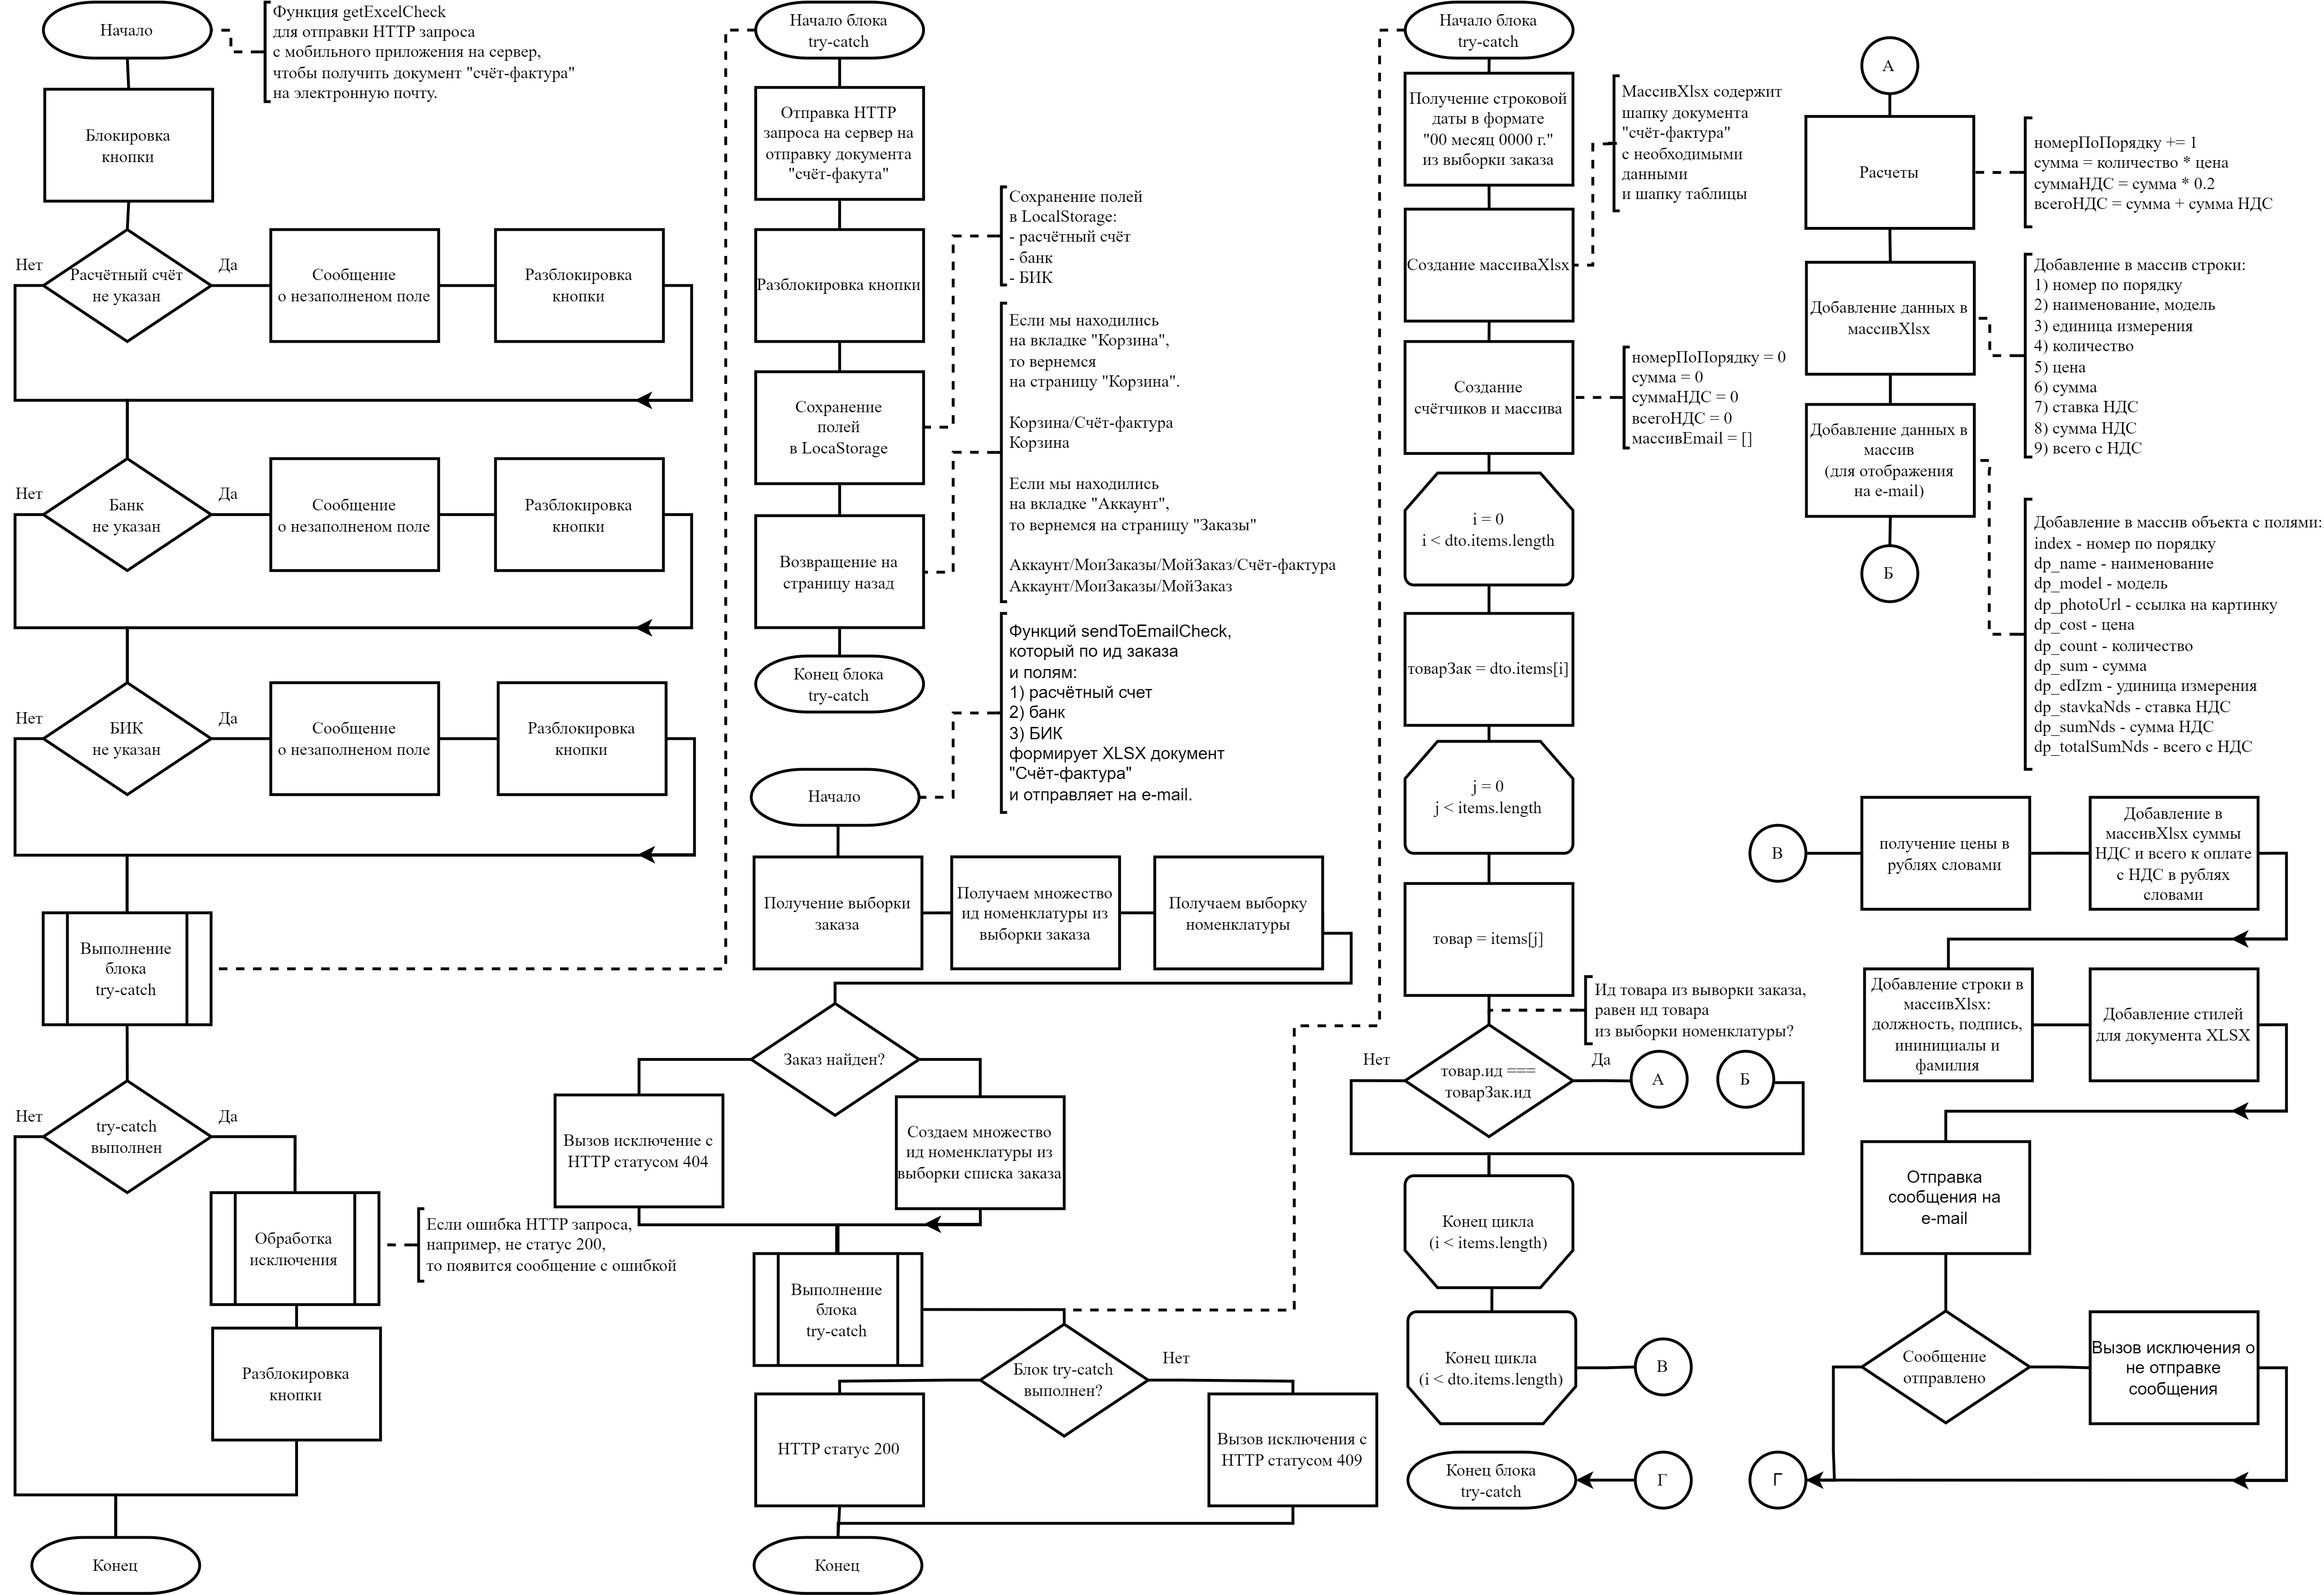 Начало
Функция getExcelCheck
для отправки HTTP запроса
с мобильного приложения на сервер,
чтобы получить документ "счёт-фактура"
на электронную почту.
Блокировка
кнопки
Нет
Расчётный счёт
не указан
Да
Сообщение
о незаполненом поле
Разблокировка
кнопки
Нет
Банк
не указан
Да
Сообщение
о незаполненом поле
Разблокировка
кнопки
Нет
БИК
не указан
Да
Сообщение
о незаполненом поле
Разблокировка
кнопки
Выполнение
блока
try-catch
Нет
try-catch
выполнен
Да
Обработка
исключения
Если ошибка HTTP запроса,
например, не статус 200,
то появится сообщение с ошибкой
Разблокировка
кнопки
Конец
Начало блока
try-catch
Отправка HTTP
запроса на сервер на
отправку документа
"счёт-факута"
Разблокировка кнопки
Сохранение
полей
в LocaStorage
Сохранение полей
в LocalStorage:
- расчётный счёт
- банк
- БИК
Возвращение на
страницу назад
Если мы находились
на вкладке "Корзина",
то вернемся
на страницу "Корзина".
Корзина/Счёт-фактура
Корзина
Если мы находились
на вкладке "Аккаунт",
то вернемся на страницу "Заказы"
Аккаунт/МоиЗаказы/МойЗаказ/Счёт-фактура
Аккаунт/МоиЗаказы/МойЗаказ
Конец блока
try-catch
Начало
Функций sendToEmailCheck,
который по ид заказа
и полям:
1) расчётный счет
2) банк
3) БИК
формирует XLSX документ
"Счёт-фактура"
и отправляет на e-mail.
Получение выборки
заказа
Получаем множество
ид номенклатуры из
выборки заказа
Получаем выборку
номенклатуры
Заказ найден?
Вызов исключение с
HTTP статусом 404
Создаем множество
ид номенклатуры из
выборки списка заказа
Выполнение
блока
try-catch
Блок try-catch
выполнен?
Нет
HTTP статус 200
Вызов исключения с
HTTP статусом 409
Конец
Начало блока
try-catch
Получение строковой
даты в формате
"00 месяц 0000 г."
из выборки заказа
Создание массиваXlsx
МассивXlsx содержит
шапку документа
"счёт-фактура"
с необходимыми
данными
и шапку таблицы
Создание
счётчиков и массива
номерПоПорядку = 0
сумма = 0
суммаНДС = 0
всегоНДС = 0
массивEmail = []
i = 0
i < dto.items.length
товарЗак = dto.items[i]
j = 0
j < items.length
товар = items[j]
Ид товара из выворки заказа,
равен ид товара
из выборки номенклатуры?
Нет
товар.ид ===
товарЗак.ид
Да
А
Б
Конец цикла
(i < items.length)
Конец цикла
(i < dto.items.length)
В
Конец блока
try-catch
Г
А
Расчеты
номерПоПорядку += 1
сумма = количество * цена
суммаНДС = сумма * 0.2
всегоНДС = сумма + сумма НДС
Добавление данных в
массивXlsx
Добавление в массив строки:
1) номер по порядку
2) наименование, модель
3) единица измерения
4) количество
5) цена
6) сумма
7) ставка НДС
8) сумма НДС
9) всего с НДС
Добавление данных в
массив
(для отображения
на e-mail)
Добавление в массив объекта с полями:
index - номер по порядку
dp_name - наименование
dp_model - модель
dp_photoUrl - ссылка на картинку
dp_cost - цена
dp_count - количество
dp_sum - сумма
dp_edIzm - удиница измерения
dp_stavkaNds - ставка НДС
dp_sumNds - сумма НДС
dp_totalSumNds - всего с НДС
Б
В
получение цены в
рублях словами
Добавление в
массивXlsx суммы
НДС и всего к оплате
с НДС в рублях
словами
Добавление строки в
массивXlsx:
должность, подпись,
ининициалы и
фамилия
Добавление стилей
для документа XLSX
Отправка
сообщения на
e-mail
Сообщение
отправлено
Вызов исключения о
не отправке
сообщения
Г